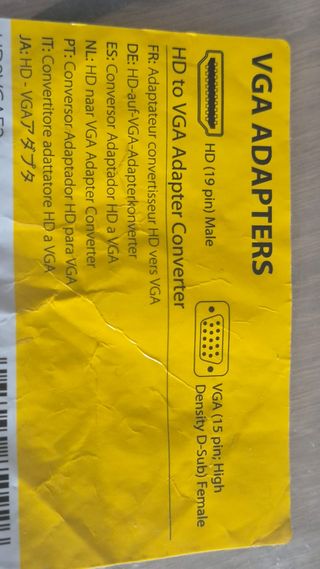 VGA ADAPTERS
HD (19 pin) Male
VGA (15 pin; High
Density D-Sub) Female
HD to VGA Adapter Converter
FR: Adaptateur convertisseur HD vers VGA
DE: HD-auf-VGA-Adapterkonverter
ES: Conversor Adaptador HD a VGA
NL: HD naar VGA Adapter Converter
PT: Conversor Adaptador HD para VGA
IT: Convertitore adattatore HD a VGA
JA: HD - VGAアダプタ